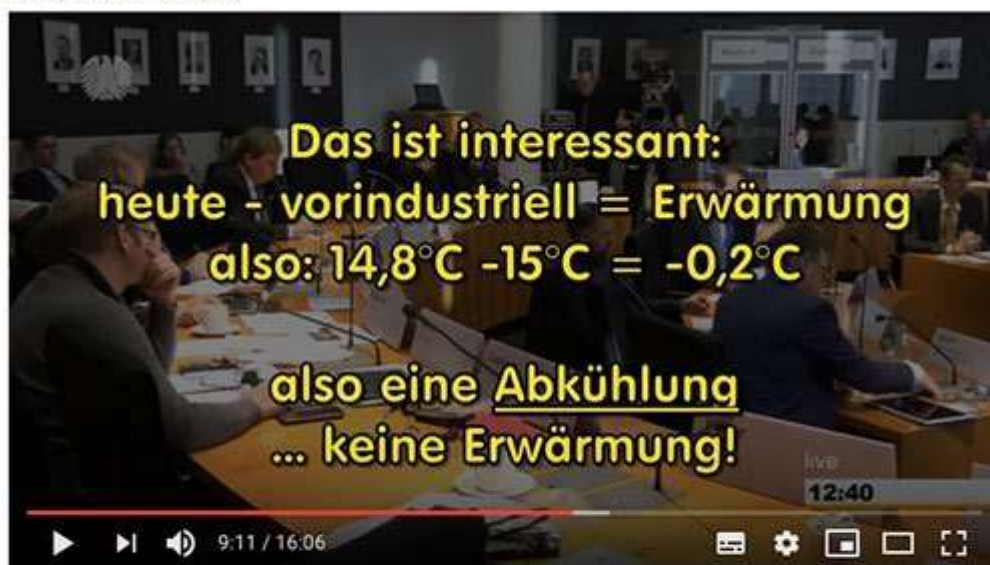 Das ist interessant:
heute - vorindustriell = Erwärmung
also: 14,8°C -15°C = -0,2°C
also eine Abkühlung
... keine Erwärmung!
live
12:40
9:11 / 16:06